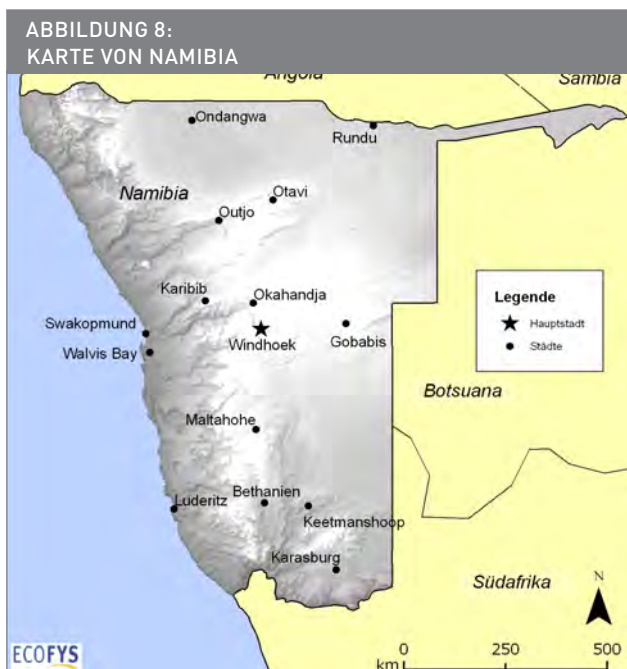 ABBILDUNG 8:
KARTE VON NAMIBIA
Angola
Sambia
Ondangwa
Rundu
Namibia
Otavi
Outjo
Karibib
Okahandja
Legende
Hauptstadt
Städte
Swakopmund
Windhoek
Gobabis
Walvis Bay
Botsuana
Maltahohe
Bethanien
Luderitz
Keetmanshoop
Karasburg
Südafrika
N
ECOFYS
0 250 500
km